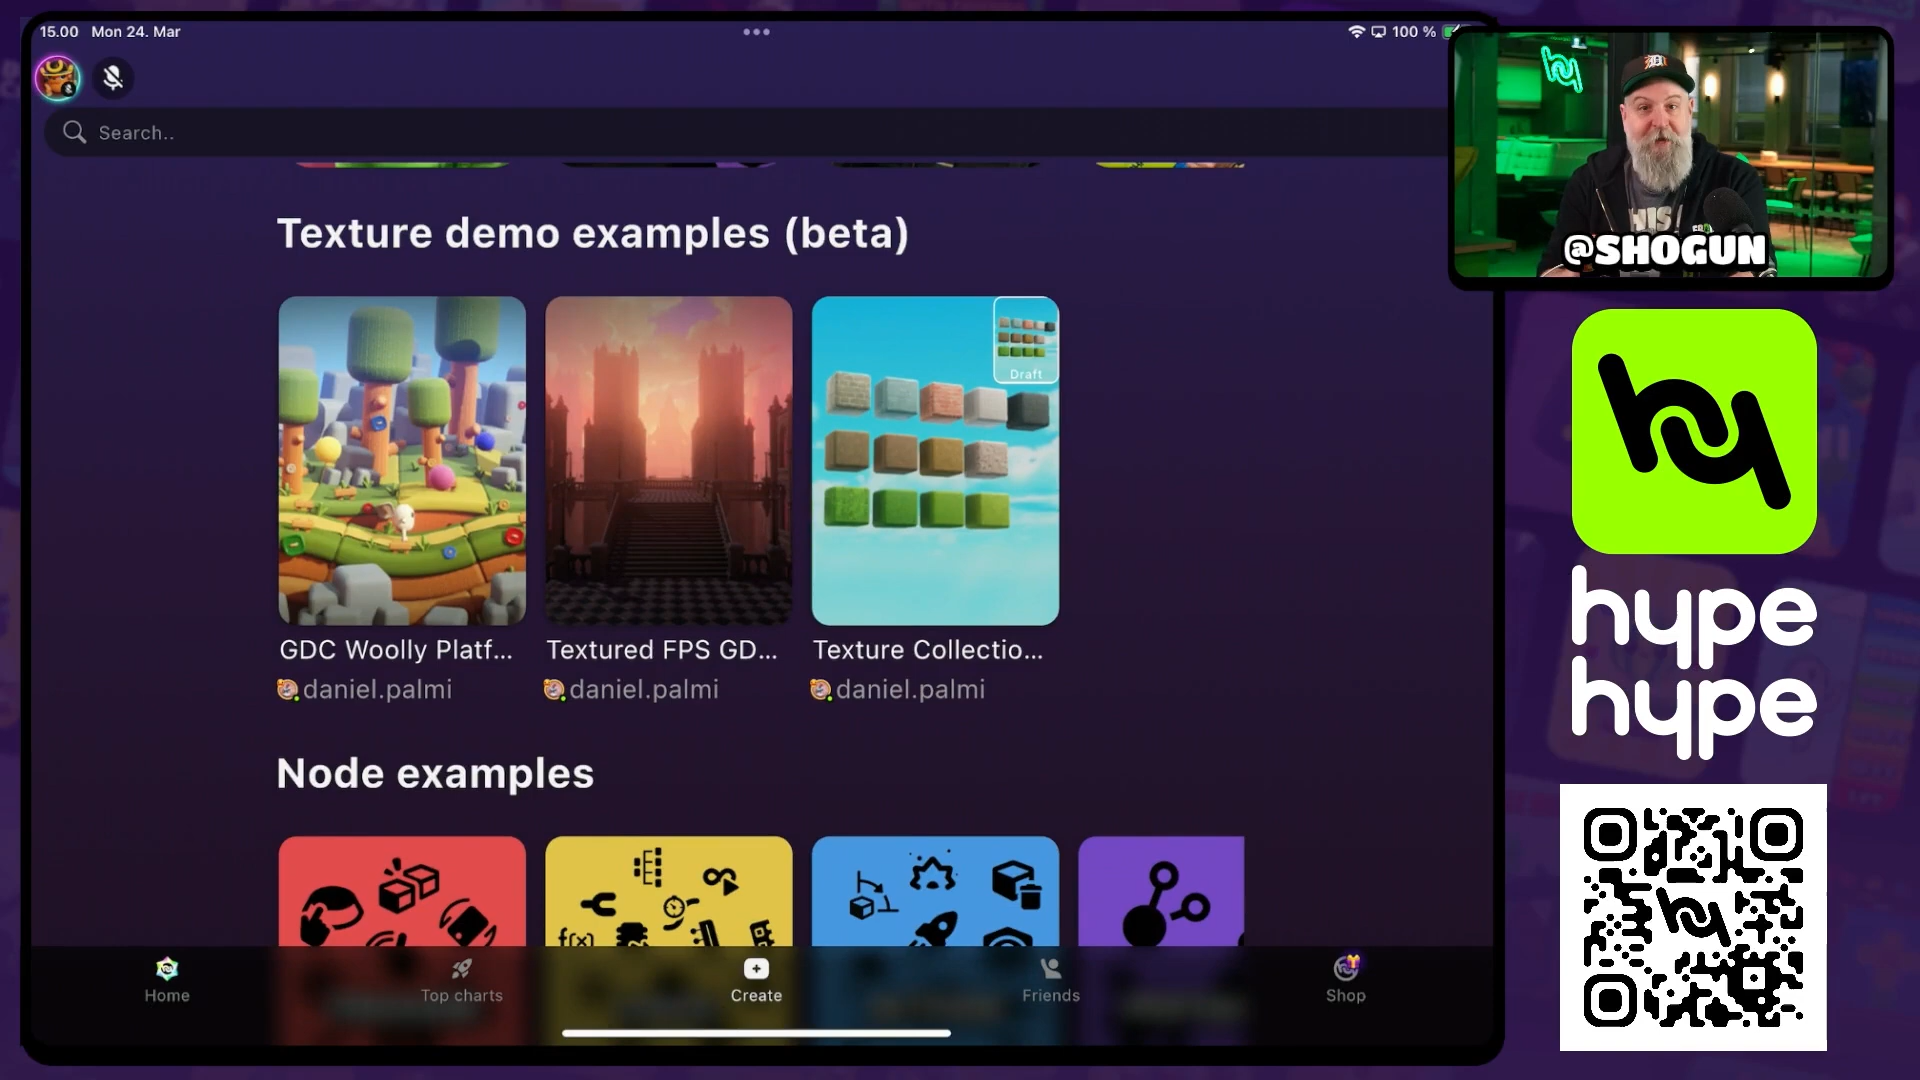 15.00 Mon 24. Mar
100 %
Search..
@SHOGUN
Texture demo examples (beta)
Draft
GDC Woolly Platf...
Textured FPS GD...
Texture Collectio...
daniel.palmi
daniel.palmi
daniel.palmi
Node examples
f(x)
Home
Top charts
Create
Friends
Shop
hype
hype